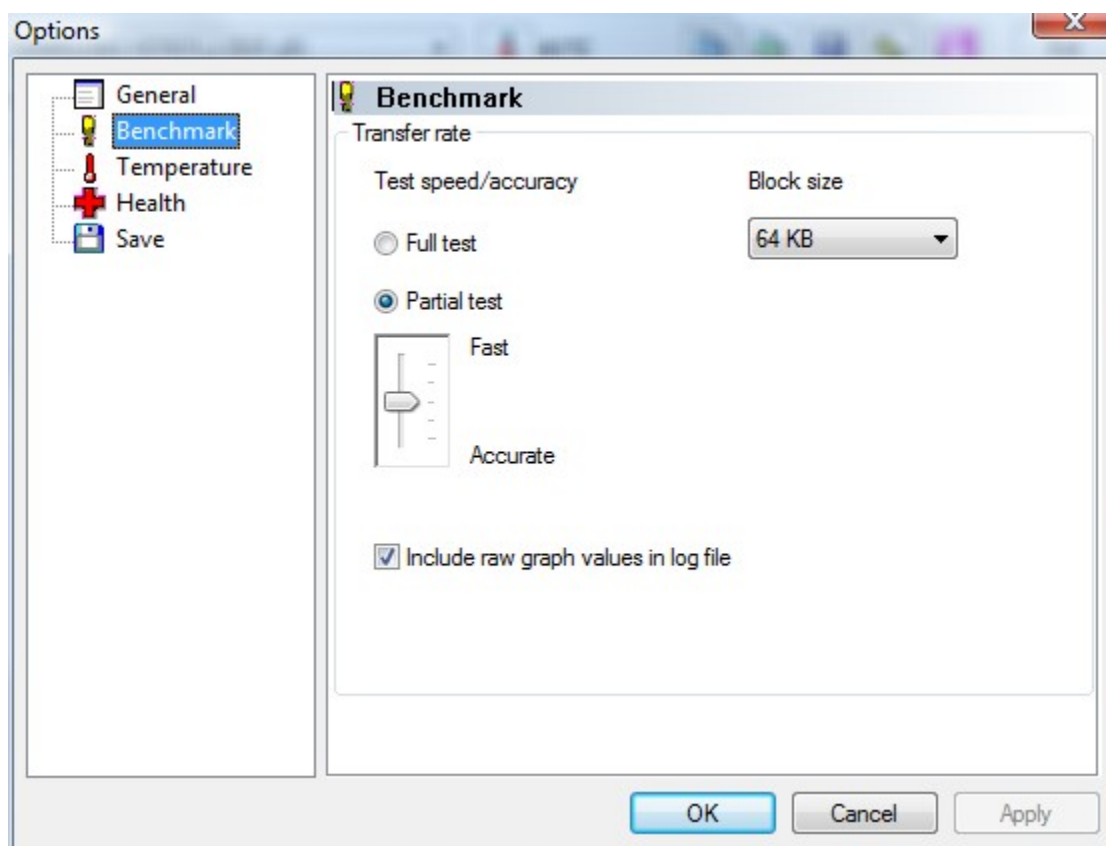 Options
General
Benchmark
Temperature
Health
Save
Benchmark
Transfer rate
Test speed/accuracy
Block size
Full test
64 KB
Partial test
Fast
Accurate
Include raw graph values in log file
OK
Cancel
Apply